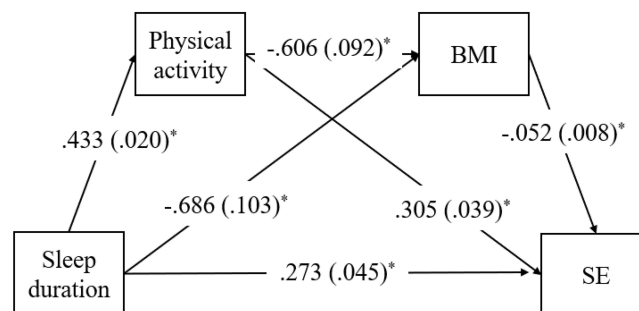 Physical
activity
-.606 (.092)*
BMI
.433 (.020)*
-.052 (.008)*
-.686 (.103)*
.305 (.039)*
Sleep
duration
.273 (.045)*
SE